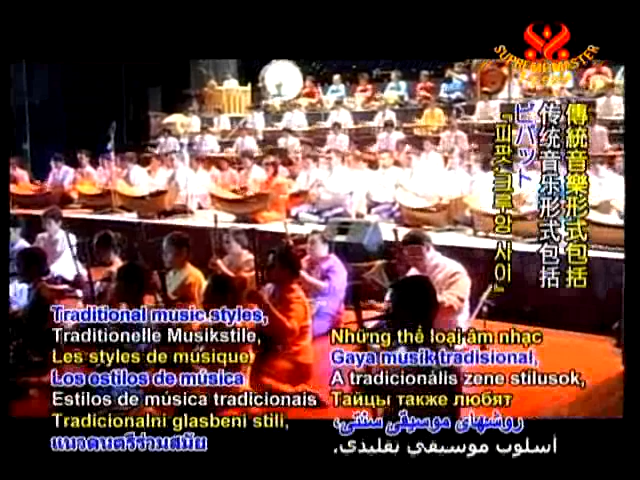 SUPREME MASTER
TELEVISION
傳統音樂形式包括
传统音乐形式包括
ピパット
『피팟·크루앙 사이』
Traditional music styles,
Traditionelle Musikstile,
Les styles de músique
Los estilos de música
Estilos de música tradicionais
Tradicionalni glasbeni stili,
แนวดนตรีร่วมสมัย
Những thể loại âm nhạc
Gaya musik tradisional,
A tradicionális zene stílusok,
Тайцы также любят
روشهای موسیقی سنتی،
أسلوب موسيقي تقليدي،